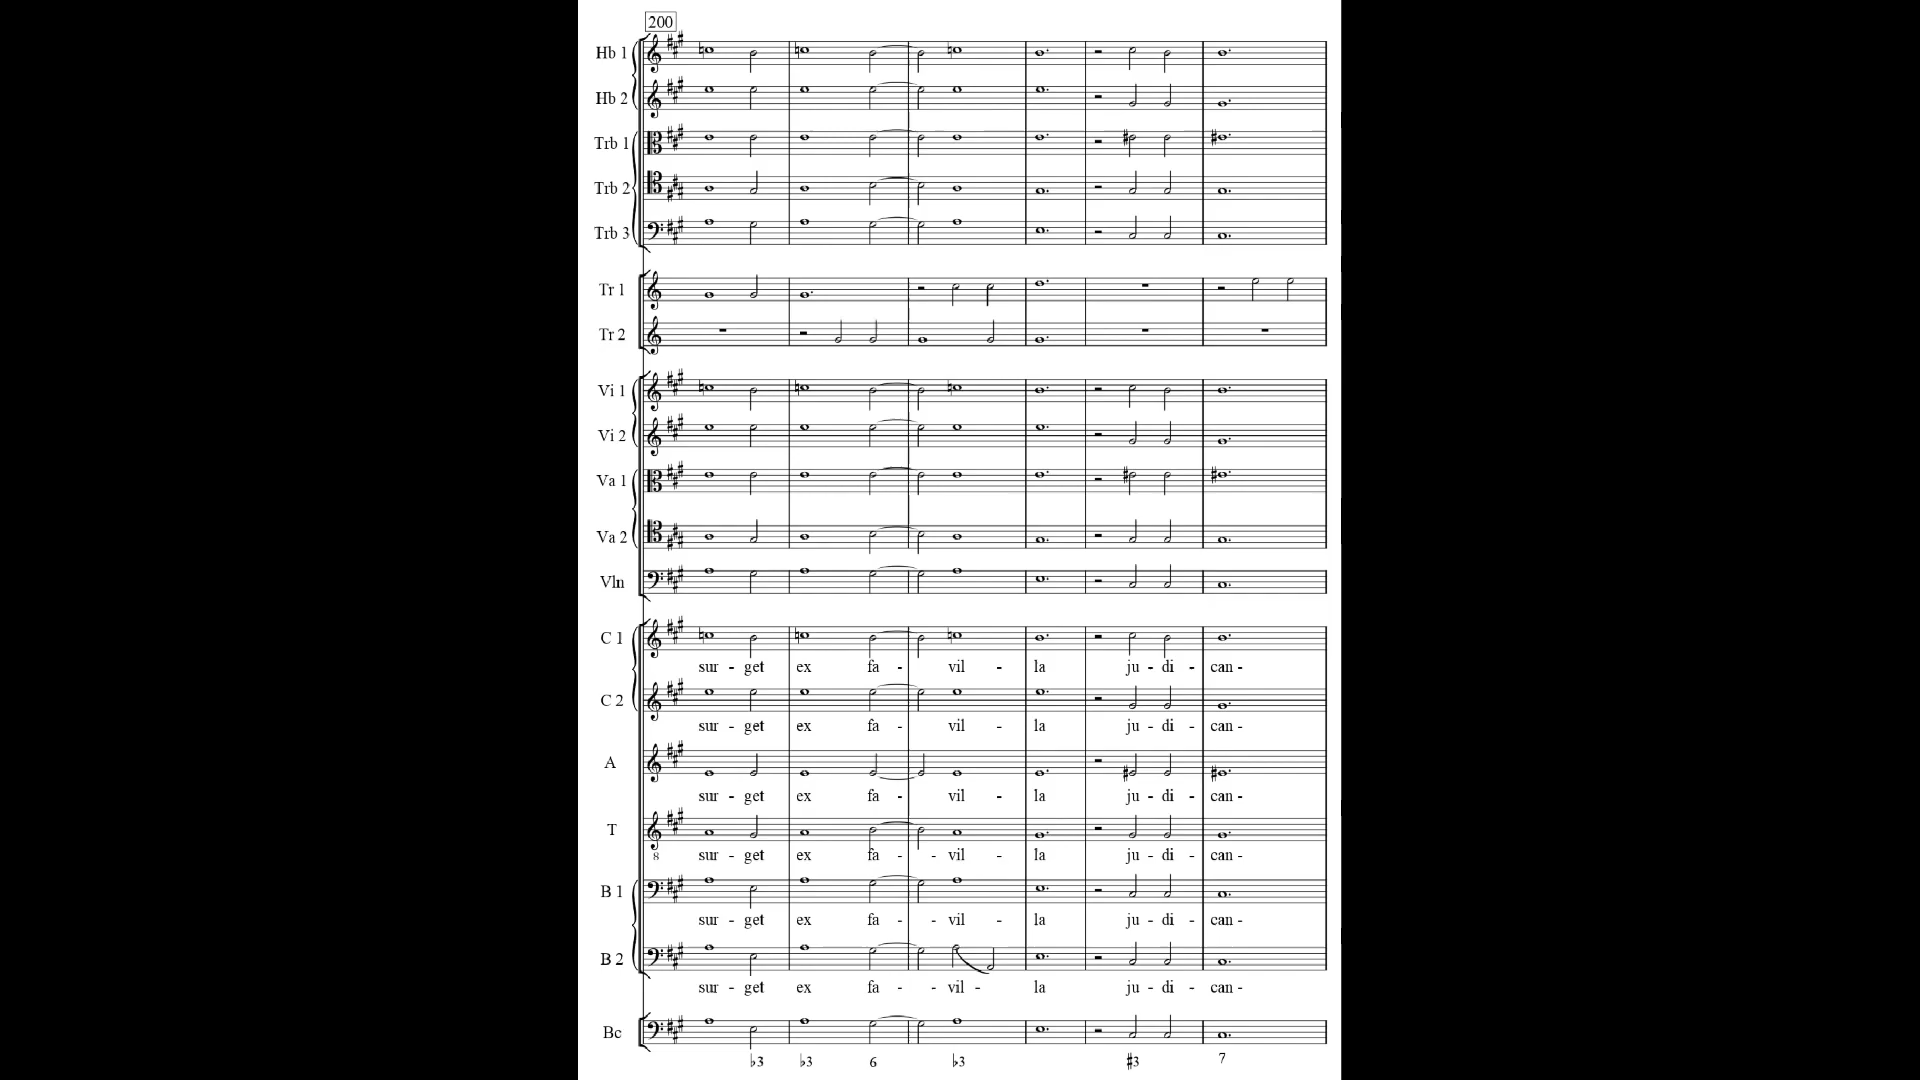 200
Hb 1
Hb 2
Trb 1
Trb 2
Trb 3
Tr 1
Tr 2
Vi 1
Vi 2
Va 1
Va 2
Vln
C 1
sur - get ex fa - vil - la ju - di - can -
C 2
sur - get ex fa - vil - la ju - di - can -
A
sur - get ex fa - vil - la ju - di - can -
T
8 sur - get ex fa - - vil - la ju - di - can -
B 1
sur - get ex fa - - vil - la ju - di - can -
B 2
sur - get ex fa - - vil - la ju - di - can -
Bc
♭3 ♭3 6 ♭3 ♯3 7